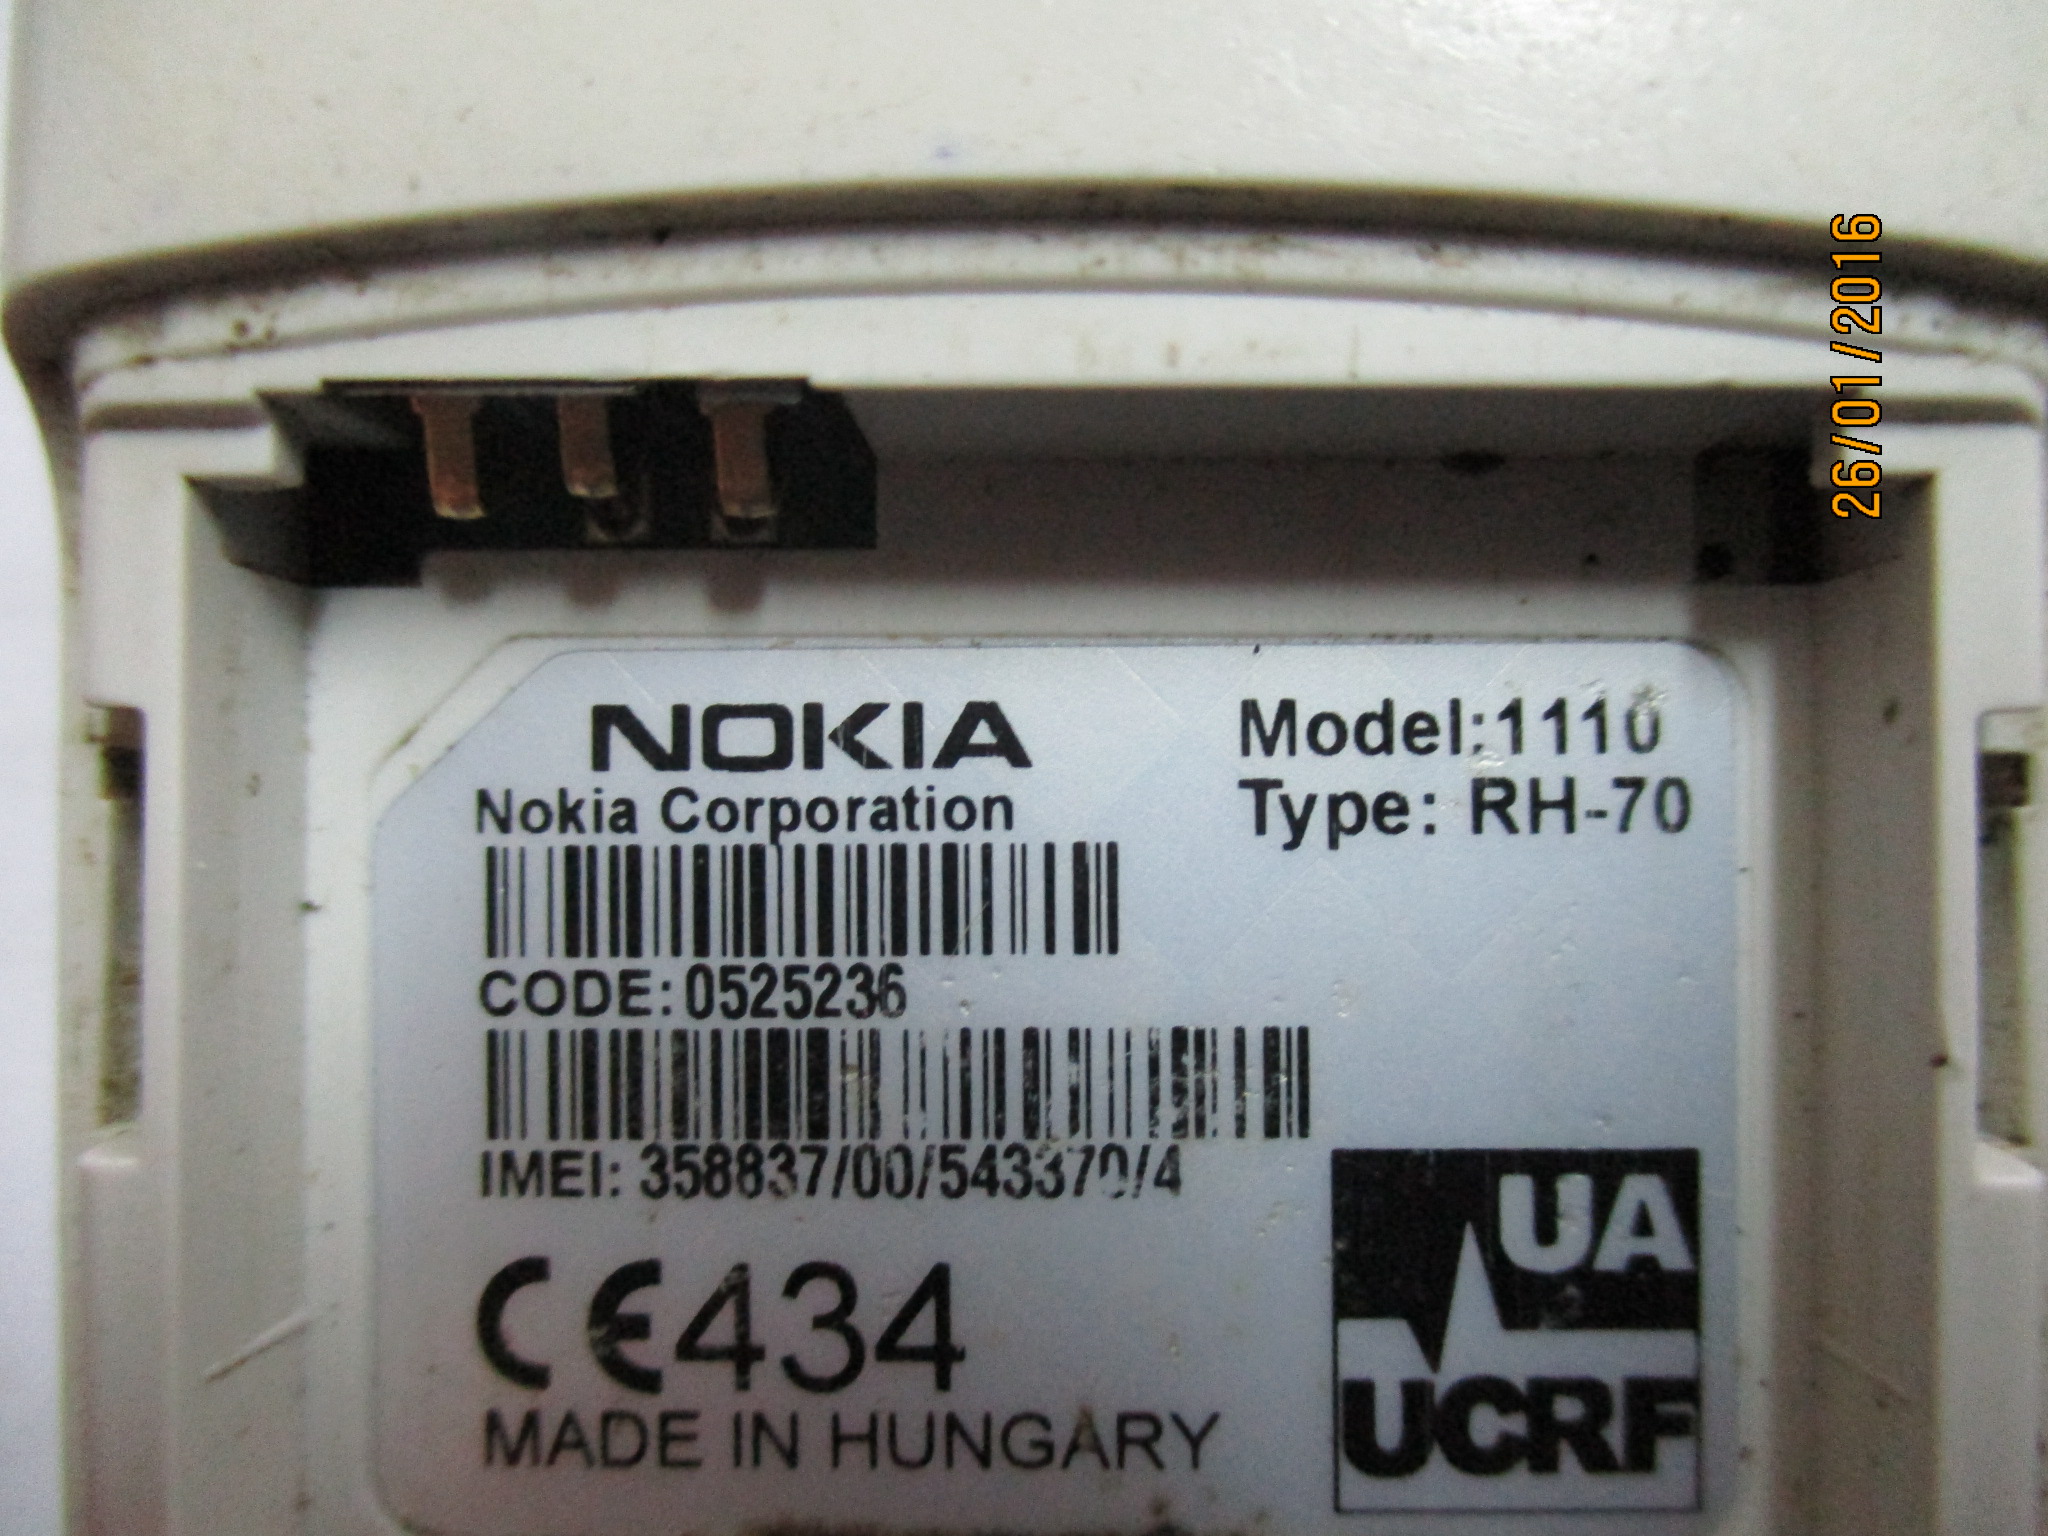 NOKIA
Nokia Corporation
Model:1110
Type: RH-70
CODE:0525236
IMEI: 358837/00/543370/4
CE434
MADE IN HUNGARY
UA
UCRF
26/01/2016